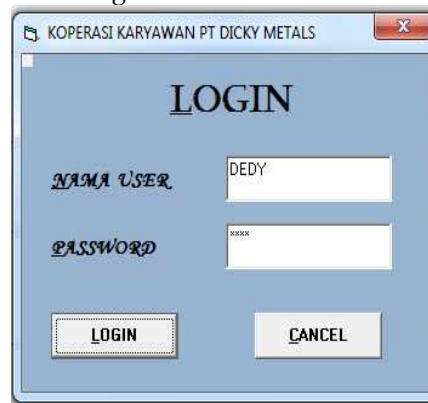 KOPERASI KARYAWAN PT DICKY METALS
LOGIN
NAMA USER
DEDY
PASSWORD
xxxx
LOGIN
CANCEL